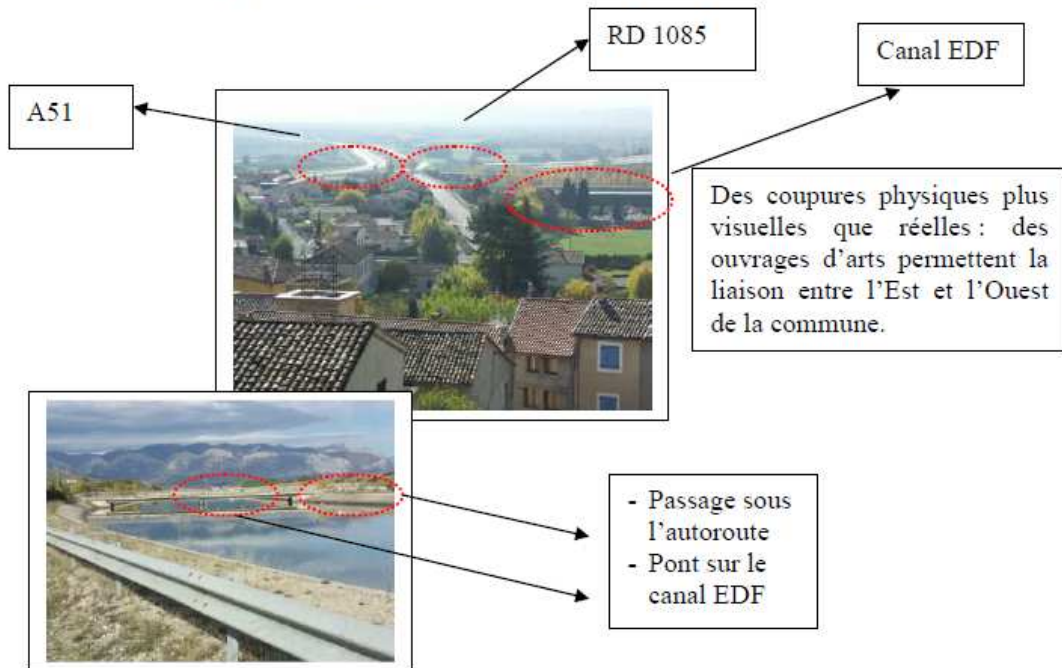 RD 1085
Canal EDF
A51
Des coupures physiques plus
visuelles que réelles : des
ouvrages d’arts permettent la
liaison entre l’Est et l’Ouest
de la commune.
- Passage sous
l’autoroute
- Pont sur le
canal EDF